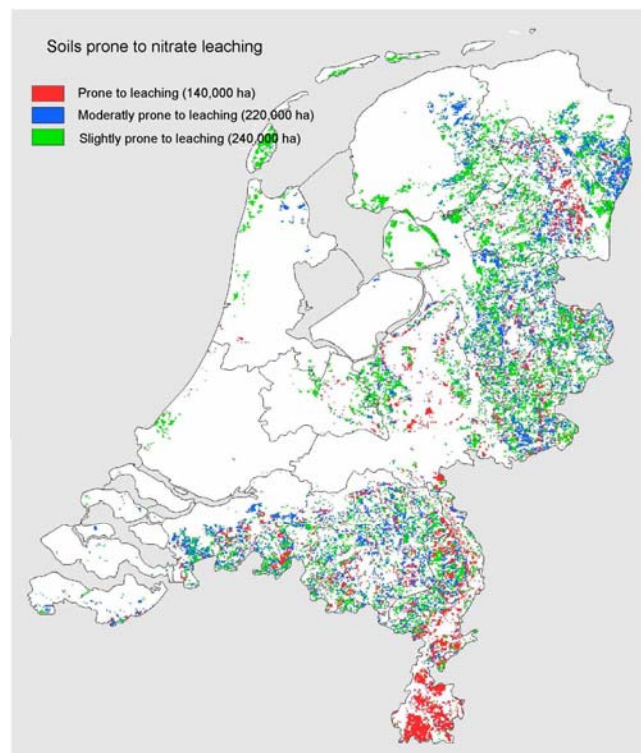 Soils prone to nitrate leaching
Prone to leaching (140,000 ha)
Moderatly prone to leaching (220,000 ha)
Slightly prone to leaching (240,000 ha)